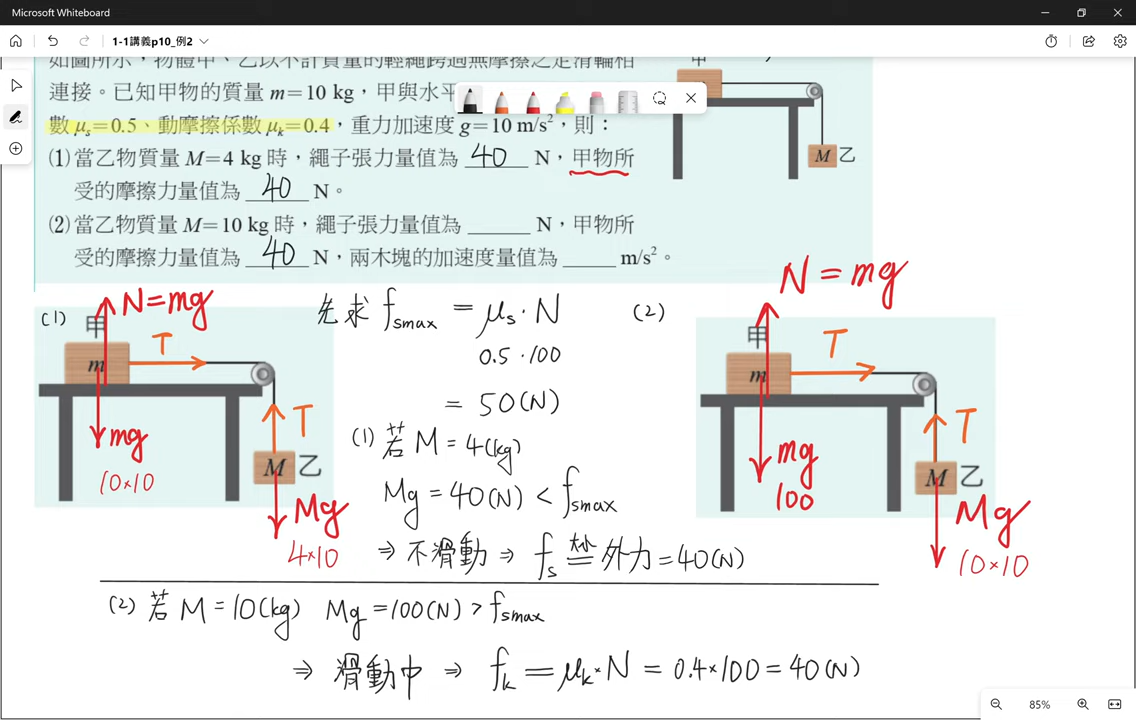 Microsoft Whiteboard
1-1講義p10_例2
如圖所示，物體甲、乙以不計質量的輕繩跨過無摩擦之定滑輪相
連接。已知甲物的質量 m＝10 kg，甲與水平
數 μs＝0.5、動摩擦係數 μk＝0.4，重力加速度 g＝10 m/s²，則：
(1)當乙物質量 M＝4 kg 時，繩子張力量值為 40 N，甲物所
受的摩擦力量值為 40 N。
(2)當乙物質量 M＝10 kg 時，繩子張力量值為 ______ N，甲物所
受的摩擦力量值為 40 N，兩木塊的加速度量值為 _____ m/s²。
甲
M 乙
(1)
N=mg
甲
T
m
mg
10×10
T
M 乙
Mg
4×10
先求 fsmax = μs·N
0.5·100
= 50(N)
(1) 若 M = 4(kg)
Mg = 40(N) < fsmax
⇒ 不滑動 ⇒ fs = 外力 = 40(N)
(2)
N = mg
甲
T
m
mg
100
T
M 乙
Mg
10×10
(2) 若 M = 10(kg) Mg = 100(N) > fsmax
⇒ 滑動中 ⇒ fk = μk×N = 0.4×100 = 40(N)
85%